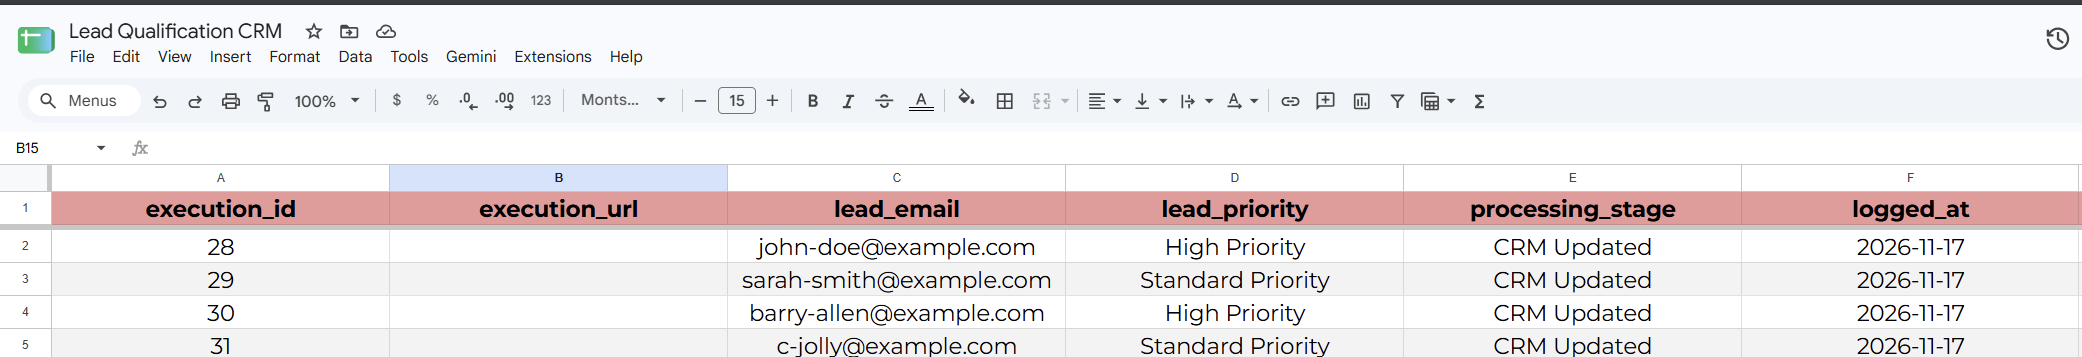 Lead Qualification CRM
File Edit View Insert Format Data Tools Gemini Extensions Help
Menus 100% $ % .0 .00 123 Monts... 15 B I S A A Σ
B15 fx
A B C D E F
1 execution_id execution_url lead_email lead_priority processing_stage logged_at
2 28 john-doe@example.com High Priority CRM Updated 2026-11-17
3 29 sarah-smith@example.com Standard Priority CRM Updated 2026-11-17
4 30 barry-allen@example.com High Priority CRM Updated 2026-11-17
5 31 c-jolly@example.com Standard Priority CRM Updated 2026-11-17